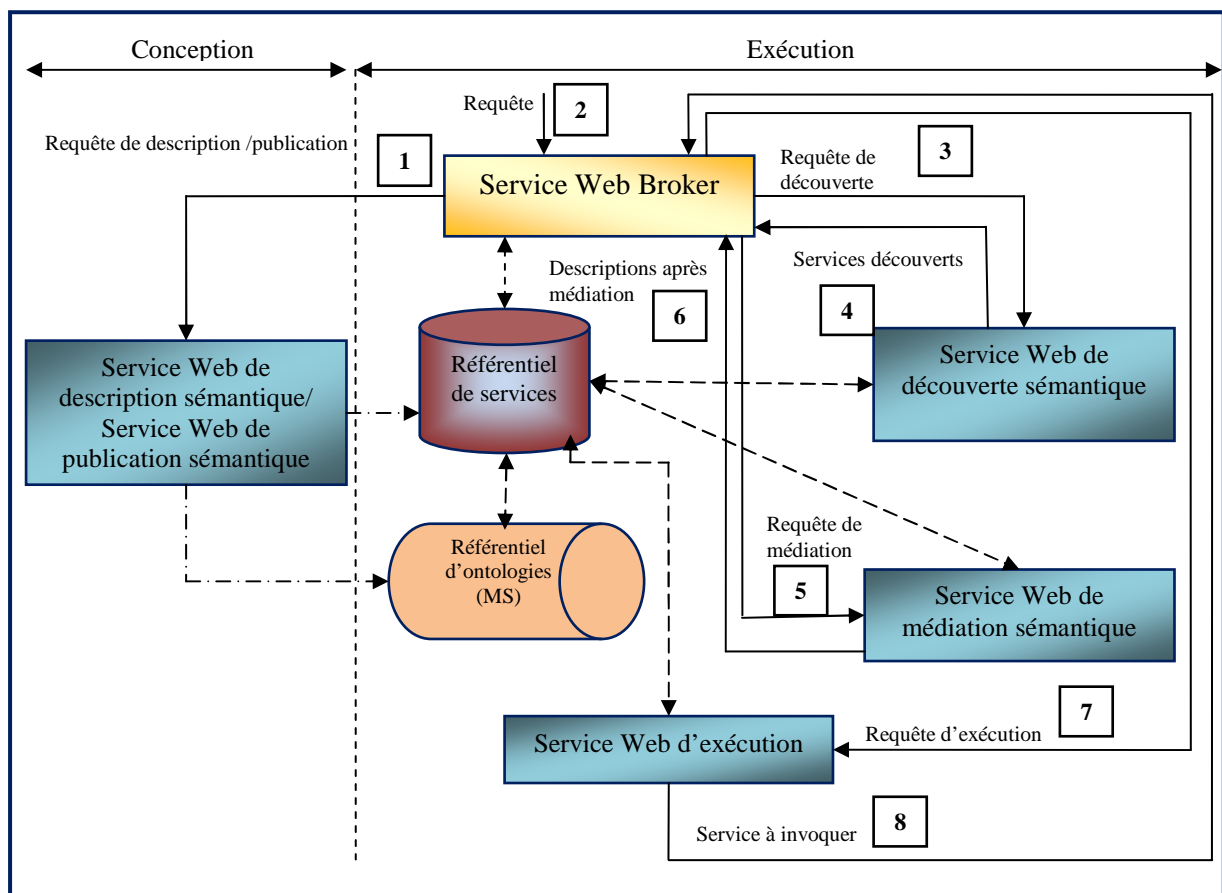 Conception
Exécution
Requête
2
Requête de description /publication
1
3
Requête de
découverte
Service Web Broker
Descriptions après
médiation
6
Services découverts
4
Service Web de
description sémantique/
Service Web de
publication sémantique
Référentiel
de services
Service Web de
découverte sémantique
Référentiel
d’ontologies
(MS)
Requête de
médiation
5
Service Web de
médiation sémantique
7
Service Web d’exécution
Requête d’exécution
Service à invoquer
8